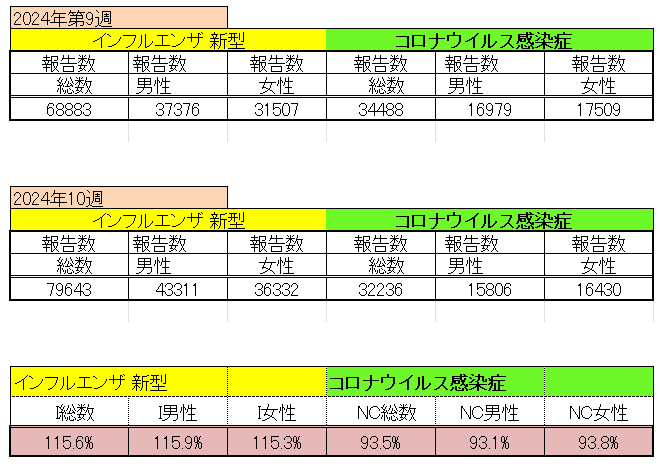 2024年第9週
インフルエンザ 新型 コロナウイルス感染症
報告数 報告数 報告数 報告数 報告数 報告数
総数 男性 女性 総数 男性 女性
68883 37376 31507 34488 16979 17509
2024年10週
インフルエンザ 新型 コロナウイルス感染症
報告数 報告数 報告数 報告数 報告数 報告数
総数 男性 女性 総数 男性 女性
79643 43311 36332 32236 15806 16430
インフルエンザ 新型 コロナウイルス感染症
I総数 I男性 I女性 NC総数 NC男性 NC女性
115.6% 115.9% 115.3% 93.5% 93.1% 93.8%